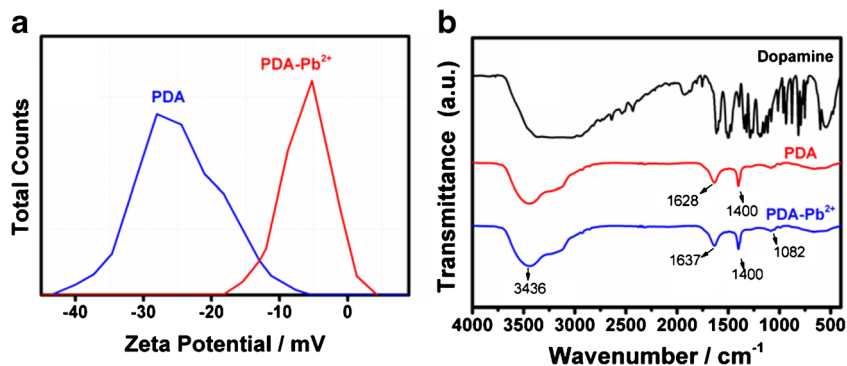 a
PDA-Pb²⁺
PDA
Total Counts
-40 -30 -20 -10 0
Zeta Potential / mV
b
Dopamine
PDA
1628
1400
PDA-Pb²⁺
1637
1400
1082
3436
Transmittance (a.u.)
4000 3500 3000 2500 2000 1500 1000 500
Wavenumber / cm⁻¹